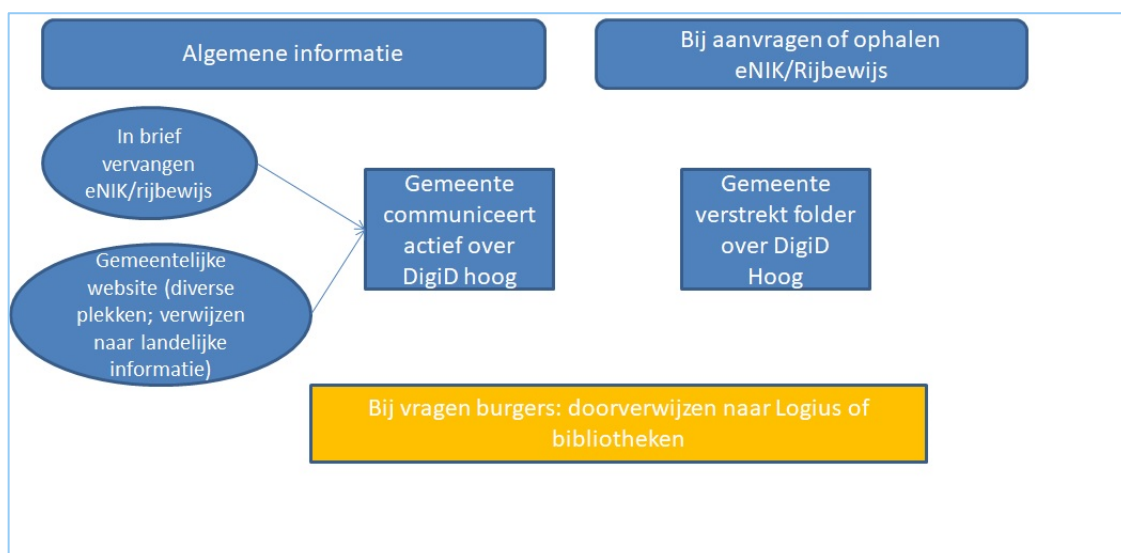 Algemene informatie
Bij aanvragen of ophalen
eNIK/Rijbewijs
In brief
vervangen
eNIK/rijbewijs
Gemeentelijke
website (diverse
plekken; verwijzen
naar landelijke
informatie)
Gemeente
communiceert
actief over
DigiD hoog
Gemeente
verstrekt folder
over DigiD
Hoog
Bij vragen burgers: doorverwijzen naar Logius of
bibliotheken